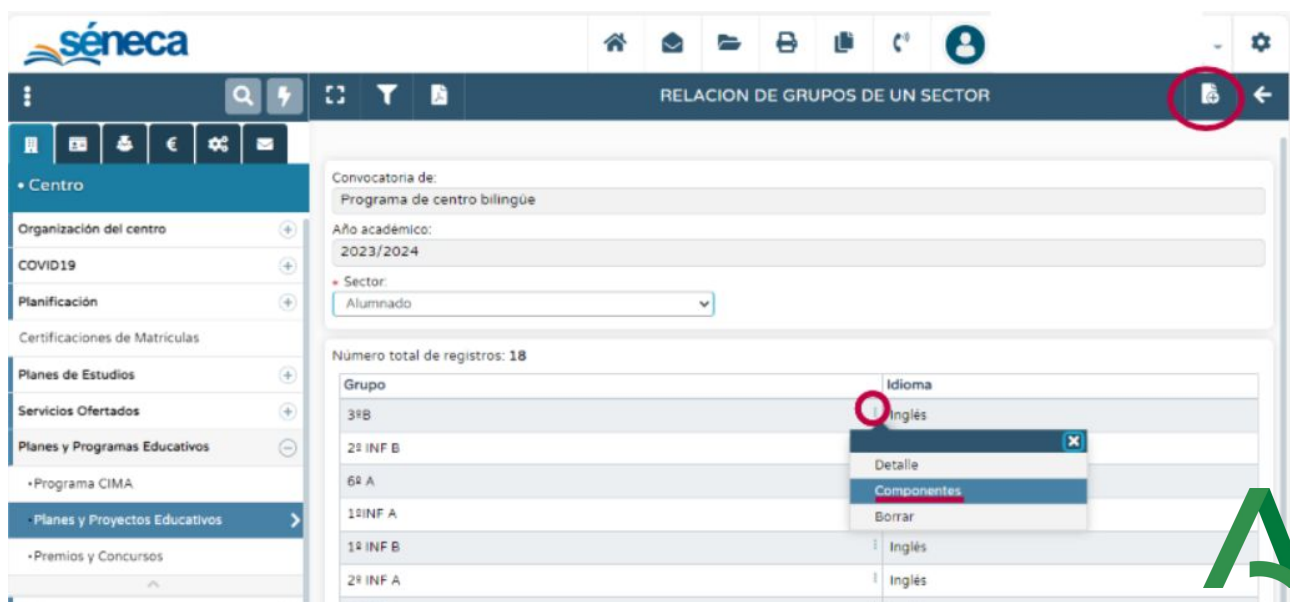 séneca
RELACION DE GRUPOS DE UN SECTOR
€
• Centro
Organización del centro
COVID19
Planificación
Certificaciones de Matrículas
Planes de Estudios
Servicios Ofertados
Planes y Programas Educativos
•Programa CIMA
•Planes y Proyectos Educativos
•Premios y Concursos
Convocatoria de:
Programa de centro bilingüe
Año académico:
2023/2024
* Sector:
Alumnado
Número total de registros: 18
Grupo Idioma
3ºB Inglés
2º INF B
6º A
1ºINF A
1º INF B Inglés
2º INF A Inglés
Detalle
Componentes
Borrar